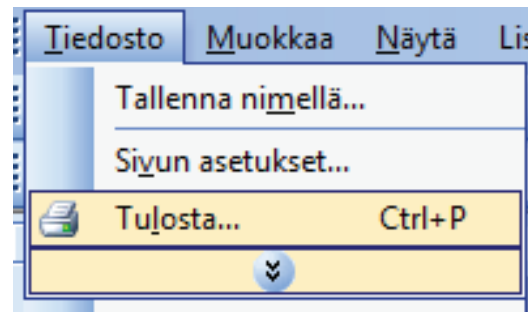 Tiedosto Muokkaa Näytä Lis
Tallenna nimellä...
Sivun asetukset...
Tulosta... Ctrl+P